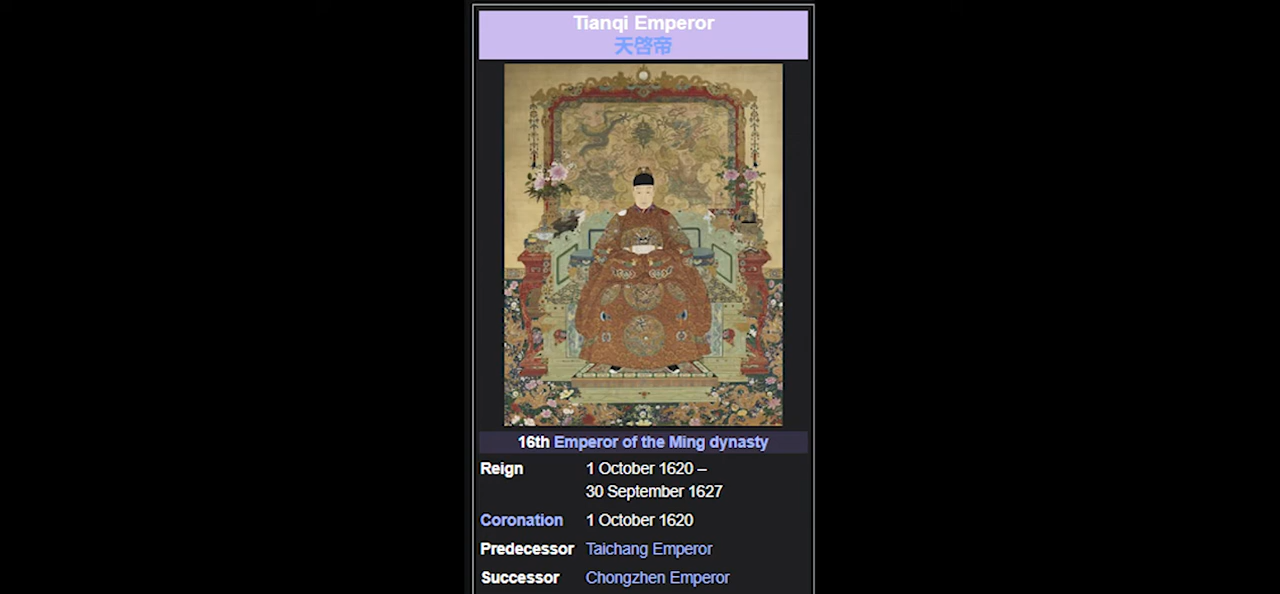 Tianqi Emperor
天啓帝
16th Emperor of the Ming dynasty
Reign 1 October 1620 –
30 September 1627
Coronation 1 October 1620
Predecessor Taichang Emperor
Successor Chongzhen Emperor